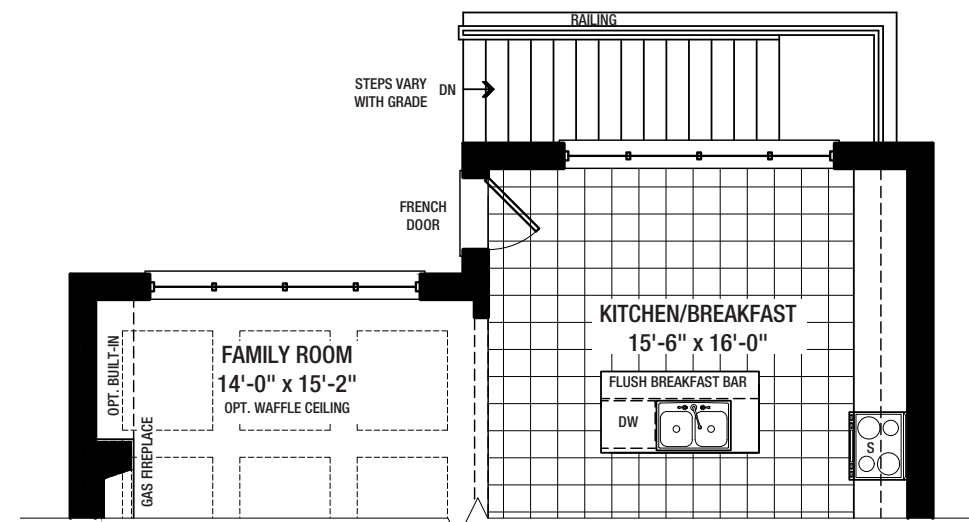 RAILING
STEPS VARY
WITH GRADE
DN
FRENCH
DOOR
KITCHEN/BREAKFAST
15'-6" x 16'-0"
FAMILY ROOM
14'-0" x 15'-2"
OPT. WAFFLE CEILING
OPT. BUILT-IN
GAS FIREPLACE
FLUSH BREAKFAST BAR
DW
S